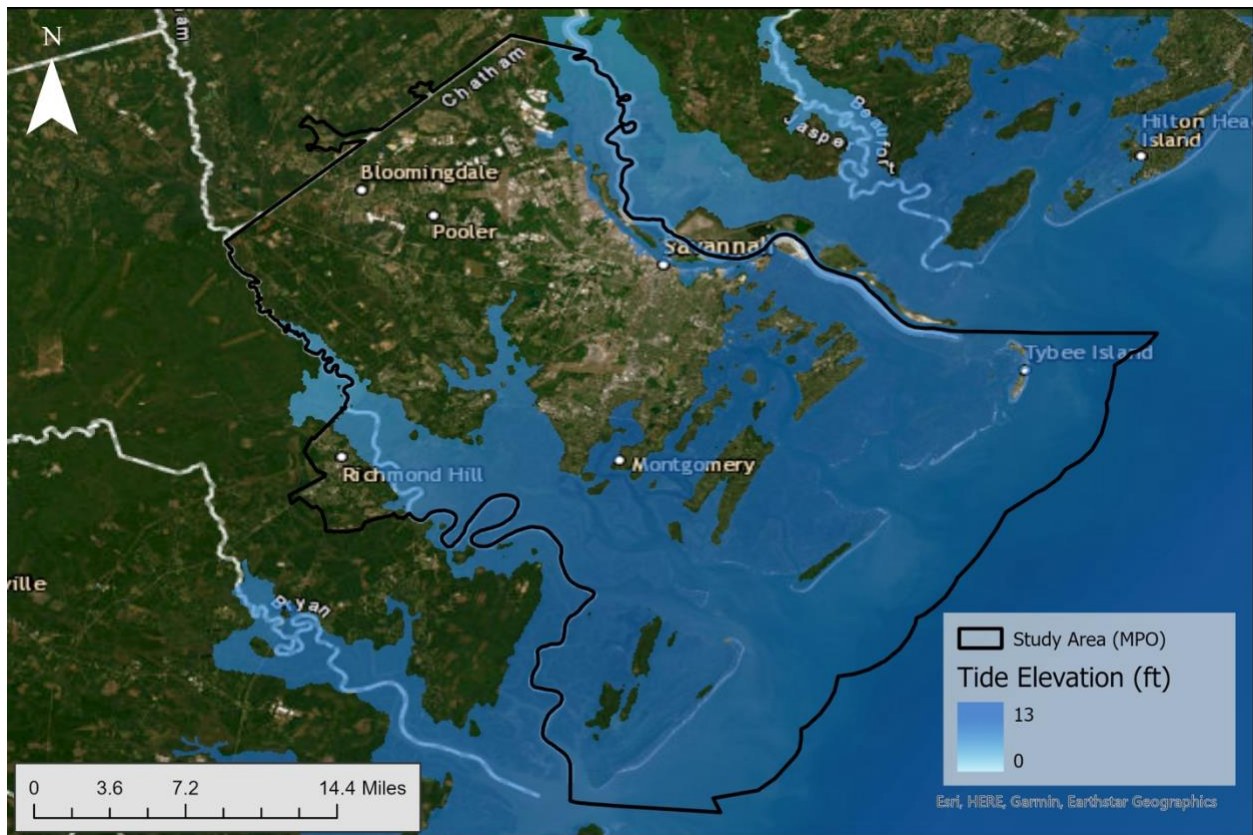 N
am
Chatham
Beaufort
Jasper
Hilton Head
Island
Bloomingdale
Pooler
Savannah
Tybee Island
Richmond Hill
Montgomery
ville
Bryan
Study Area (MPO)
Tide Elevation (ft)
13
0
0 3.6 7.2 14.4 Miles
Esri, HERE, Garmin, Earthstar Geographics